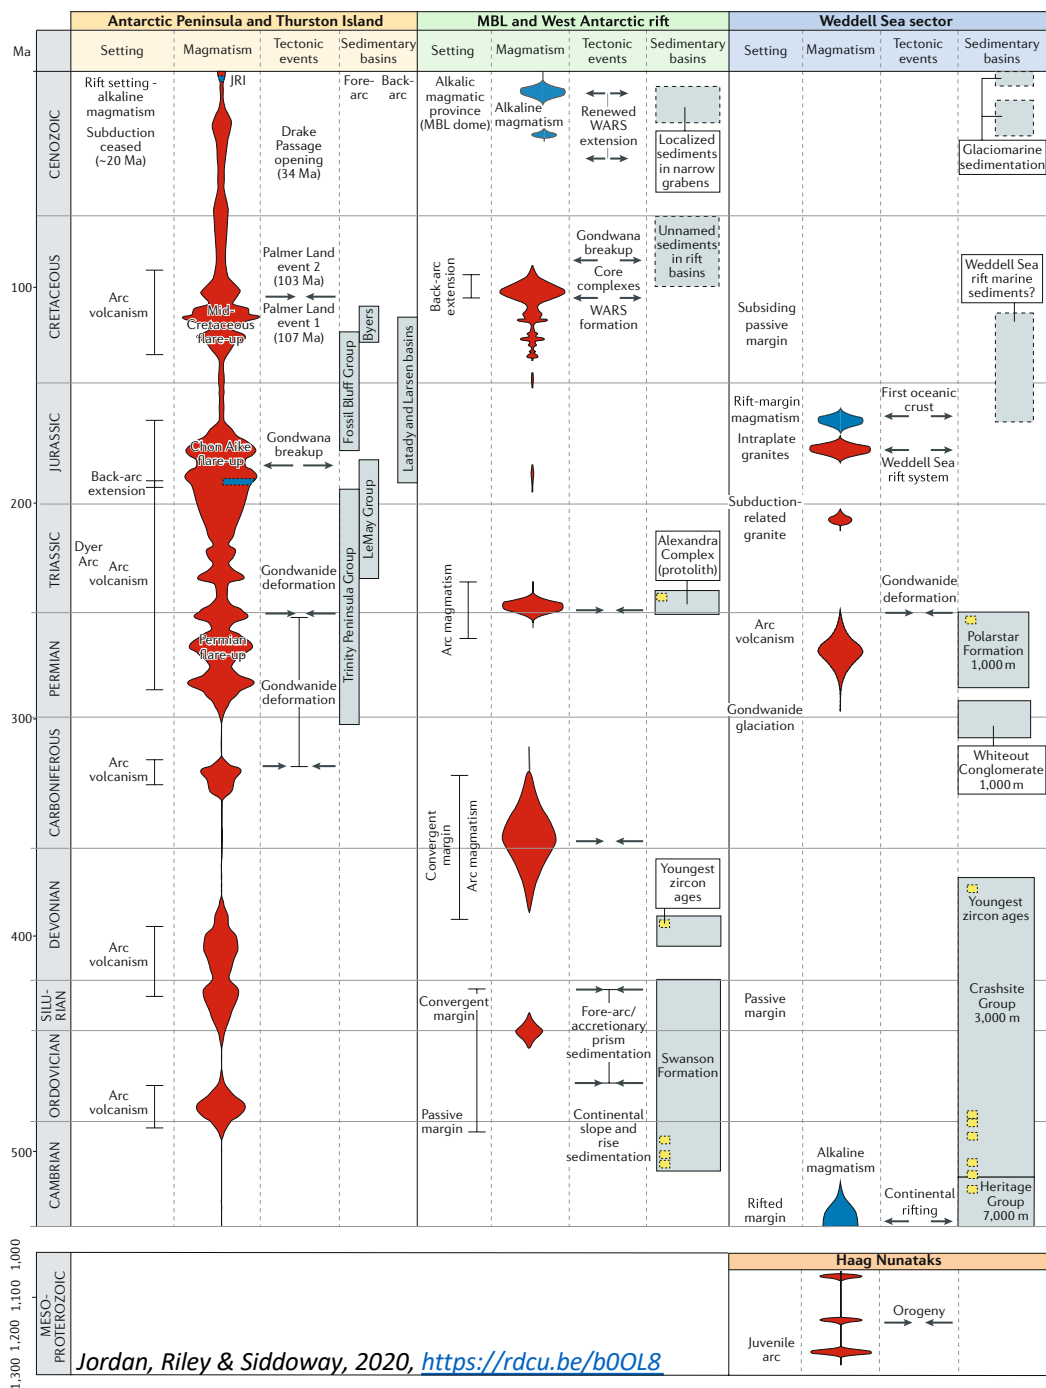 Antarctic Peninsula and Thurston Island
MBL and West Antarctic rift
Weddell Sea sector
Ma
Setting
Magmatism
Tectonic
events
Sedimentary
basins
Setting
Magmatism
Tectonic
events
Sedimentary
basins
Setting
Magmatism
Tectonic
events
Sedimentary
basins
CENOZOIC
CRETACEOUS
JURASSIC
TRIASSIC
PERMIAN
CARBONIFEROUS
DEVONIAN
SILU-
RIAN
ORDOVICIAN
CAMBRIAN
MESO-
PROTEROZOIC
100
200
300
400
500
1,000
1,100
1,200
1,300
Rift setting -
alkaline
magmatism
Subduction
ceased
(~20 Ma)
JRI
Drake
Passage
opening
(34 Ma)
Fore-
arc
Back-
arc
Arc
volcanism
Mid-
Cretaceous
flare-up
Palmer Land
event 2
(103 Ma)
Palmer Land
event 1
(107 Ma)
Byers
Fossil Bluff Group
Latady and Larsen basins
Chon Aike
flare-up
Gondwana
breakup
Back-arc
extension
LeMay Group
Trinity Peninsula Group
Dyer
Arc
Arc
volcanism
Gondwanide
deformation
Permian
flare-up
Gondwanide
deformation
Arc
volcanism
Arc
volcanism
Arc
volcanism
Alkalic
magmatic
province
(MBL dome)
Alkaline
magmatism
Renewed
WARS
extension
Localized
sediments
in narrow
grabens
Back-arc
extension
Gondwana
breakup
Core
complexes
WARS
formation
Unnamed
sediments
in rift
basins
Alexandra
Complex
(protolith)
Arc magmatism
Convergent
margin
Arc magmatism
Youngest
zircon
ages
Convergent
margin
Fore-arc/
accretionary
prism
sedimentation
Swanson
Formation
Passive
margin
Continental
slope and
rise
sedimentation
Glaciomarine
sedimentation
Weddell Sea
rift marine
sediments?
Subsiding
passive
margin
Rift-margin
magmatism
First oceanic
crust
Intraplate
granites
Weddell Sea
rift system
Subduction-
related
granite
Gondwanide
deformation
Arc
volcanism
Polarstar
Formation
1,000 m
Gondwanide
glaciation
Whiteout
Conglomerate
1,000 m
Youngest
zircon ages
Passive
margin
Crashsite
Group
3,000 m
Alkaline
magmatism
Rifted
margin
Continental
rifting
Heritage
Group
7,000 m
Haag Nunataks
Juvenile
arc
Orogeny
Jordan, Riley & Siddoway, 2020, https://rdcu.be/b0OL8